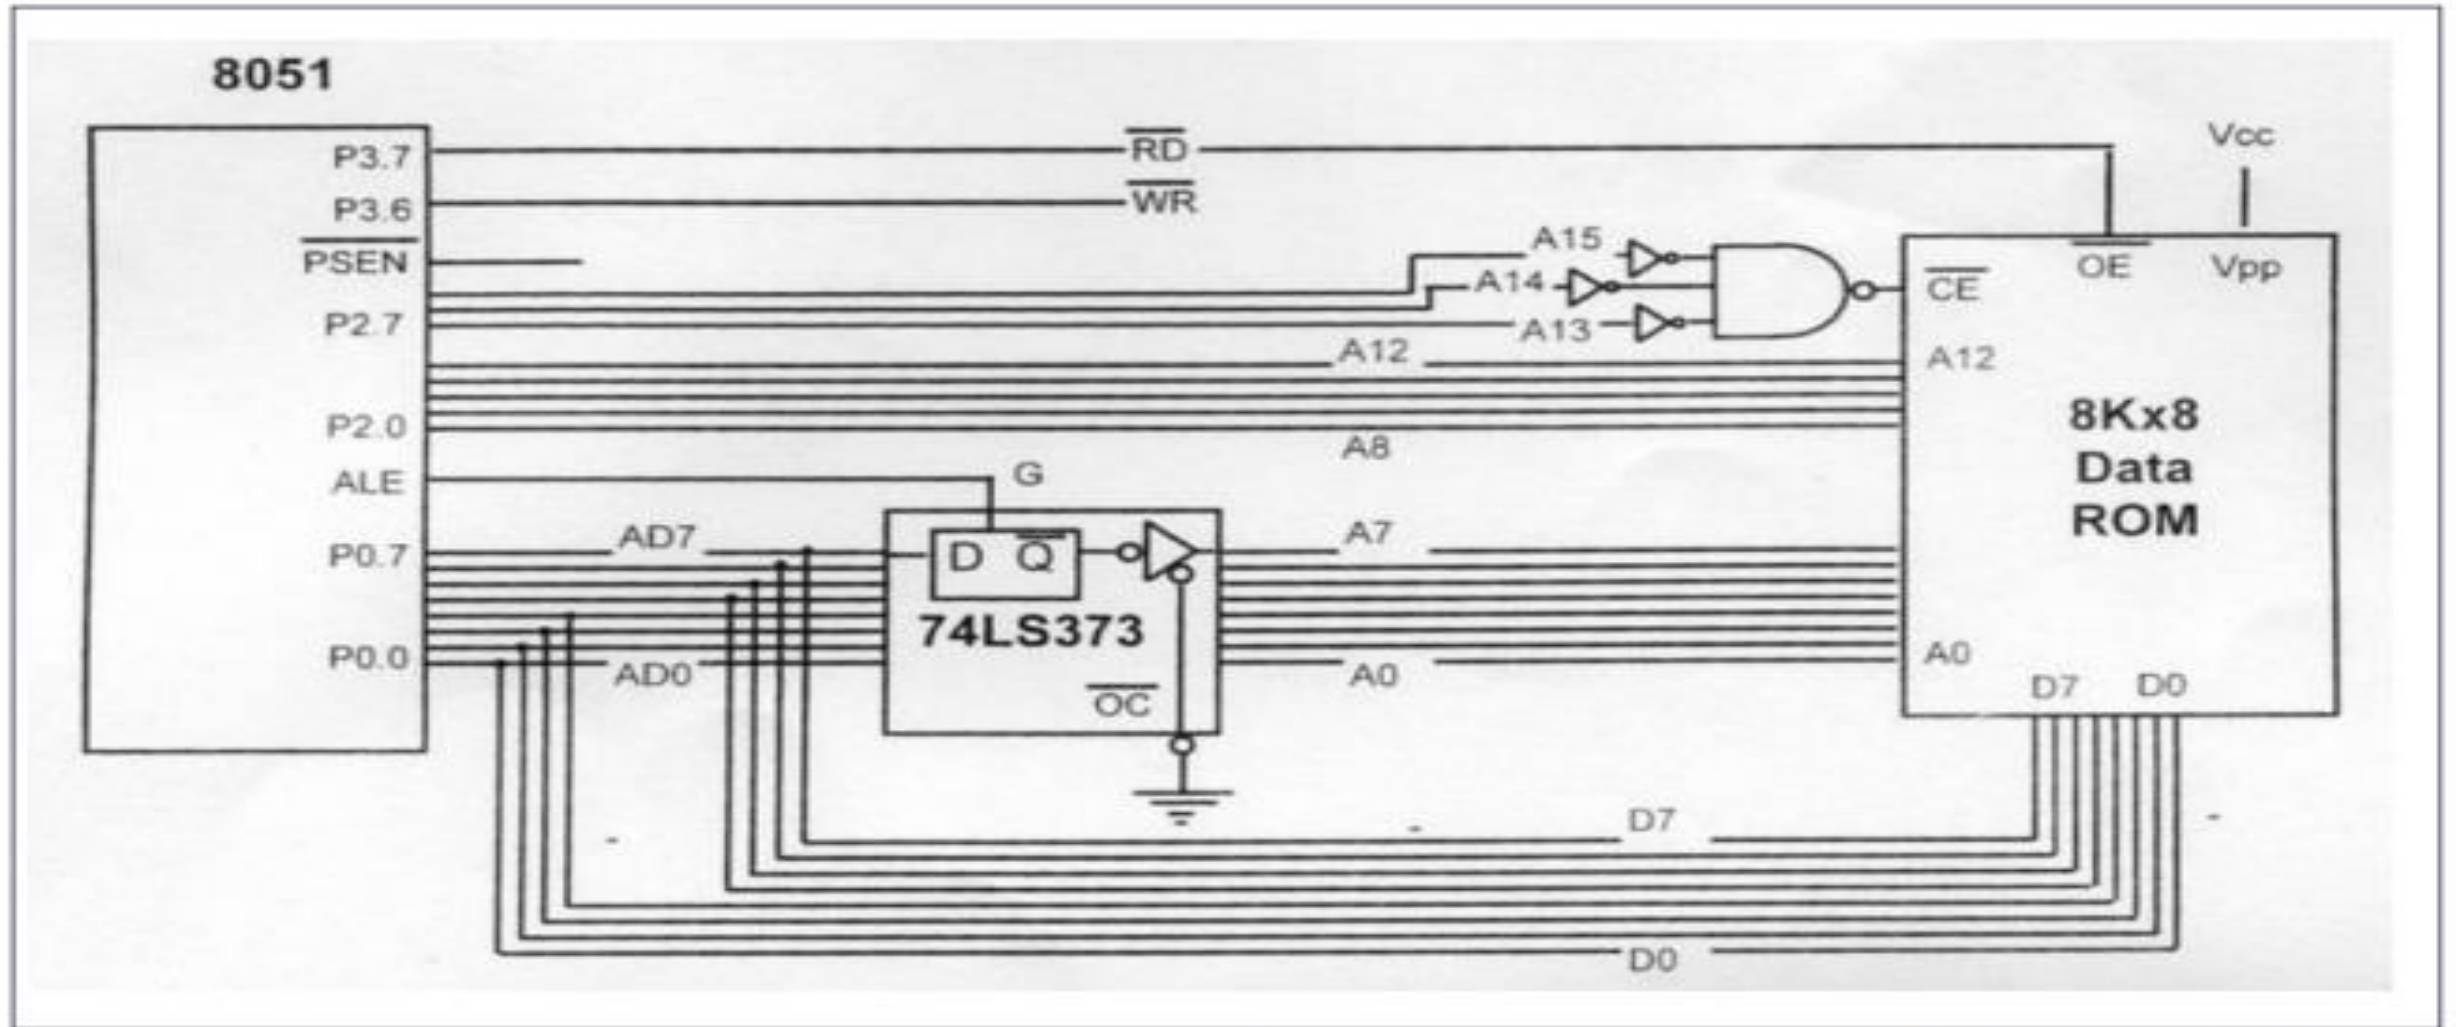 8051
P3.7
RD
P3.6
WR
PSEN
P2.7
A15
A14
A13
A12
P2.0
A8
ALE
G
P0.7
AD7
D Q
74LS373
OC
P0.0
AD0
A7
A0
Vcc
CE
OE
Vpp
A12
8Kx8
Data
ROM
A0
D7 D0
D7
D0